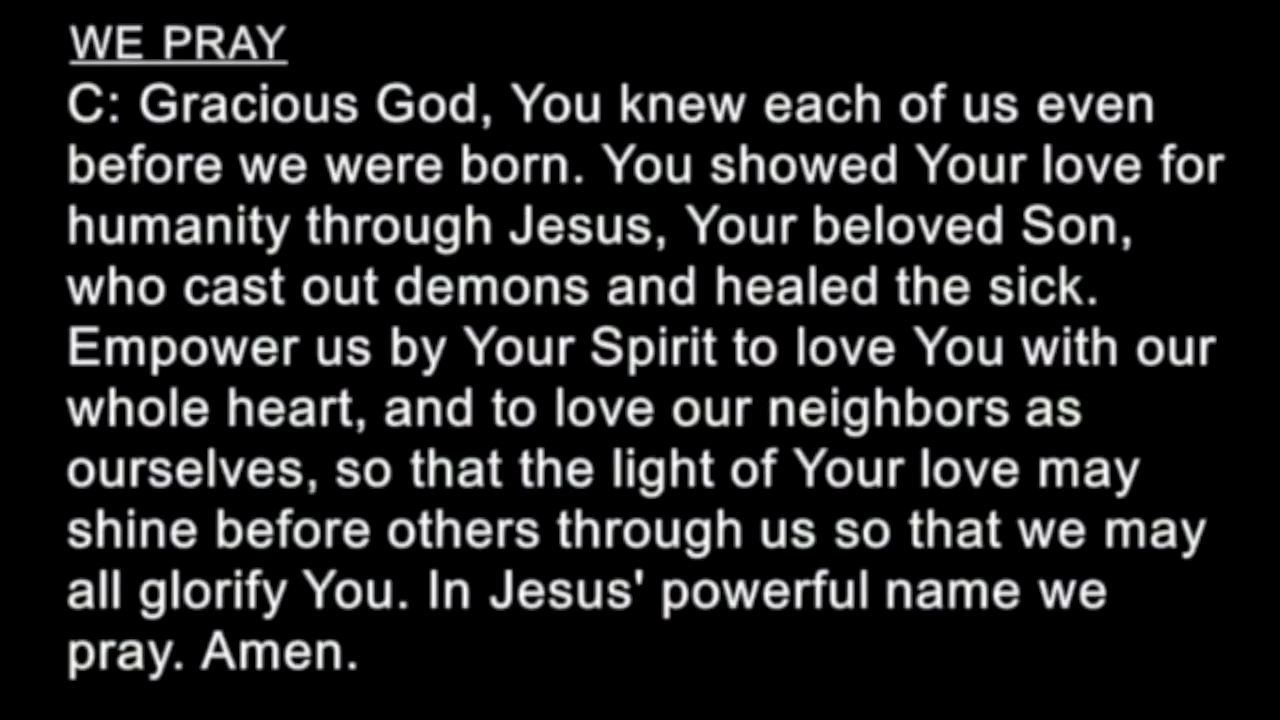 WE PRAY
C: Gracious God, You knew each of us even
before we were born. You showed Your love for
humanity through Jesus, Your beloved Son,
who cast out demons and healed the sick.
Empower us by Your Spirit to love You with our
whole heart, and to love our neighbors as
ourselves, so that the light of Your love may
shine before others through us so that we may
all glorify You. In Jesus' powerful name we
pray. Amen.